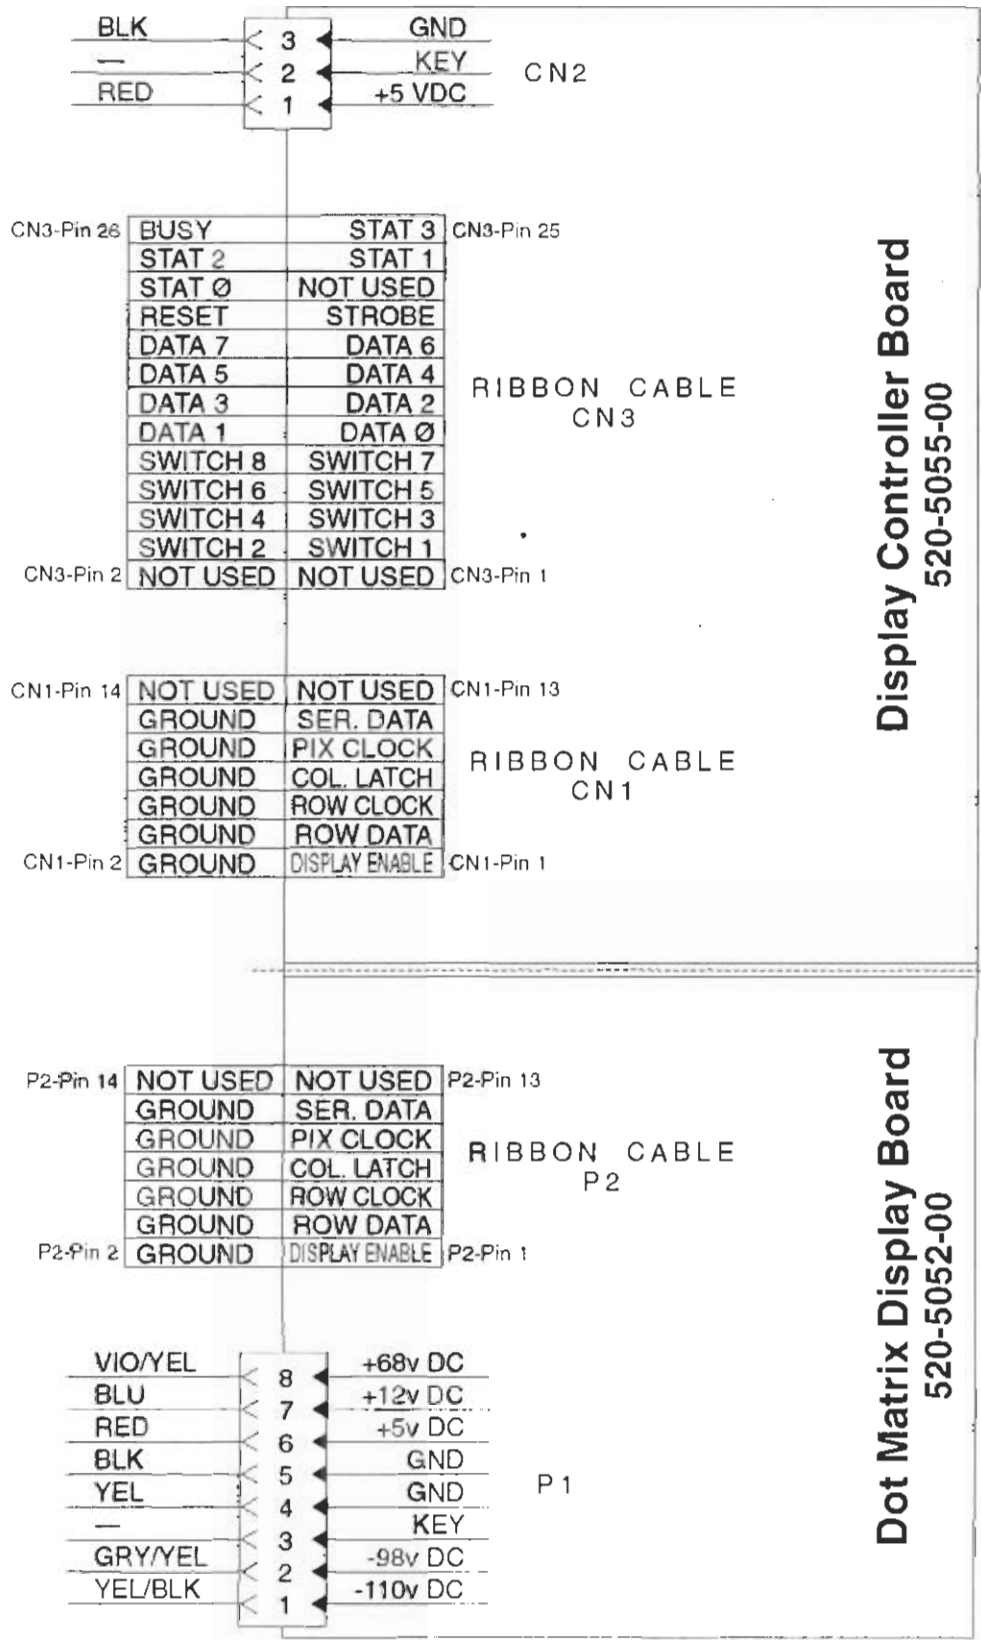 BLK 3 GND
— 2 KEY CN2
RED 1 +5 VDC
CN3-Pin 26 BUSY STAT 3 CN3-Pin 25
STAT 2 STAT 1
STAT Ø NOT USED
RESET STROBE
DATA 7 DATA 6
DATA 5 DATA 4
DATA 3 DATA 2
DATA 1 DATA Ø
SWITCH 8 SWITCH 7
SWITCH 6 SWITCH 5
SWITCH 4 SWITCH 3
SWITCH 2 SWITCH 1
CN3-Pin 2 NOT USED NOT USED CN3-Pin 1
RIBBON CABLE
CN3
CN1-Pin 14 NOT USED NOT USED CN1-Pin 13
GROUND SER. DATA
GROUND PIX CLOCK
GROUND COL. LATCH
GROUND ROW CLOCK
GROUND ROW DATA
CN1-Pin 2 GROUND DISPLAY ENABLE CN1-Pin 1
RIBBON CABLE
CN1
Display Controller Board
520-5055-00
P2-Pin 14 NOT USED NOT USED P2-Pin 13
GROUND SER. DATA
GROUND PIX CLOCK
GROUND COL. LATCH
GROUND ROW CLOCK
GROUND ROW DATA
P2-Pin 2 GROUND DISPLAY ENABLE P2-Pin 1
RIBBON CABLE
P2
VIO/YEL 8 +68v DC
BLU 7 +12v DC
RED 6 +5v DC
BLK 5 GND
YEL 4 GND
— 3 KEY
GRY/YEL 2 -98v DC
YEL/BLK 1 -110v DC
P1
Dot Matrix Display Board
520-5052-00